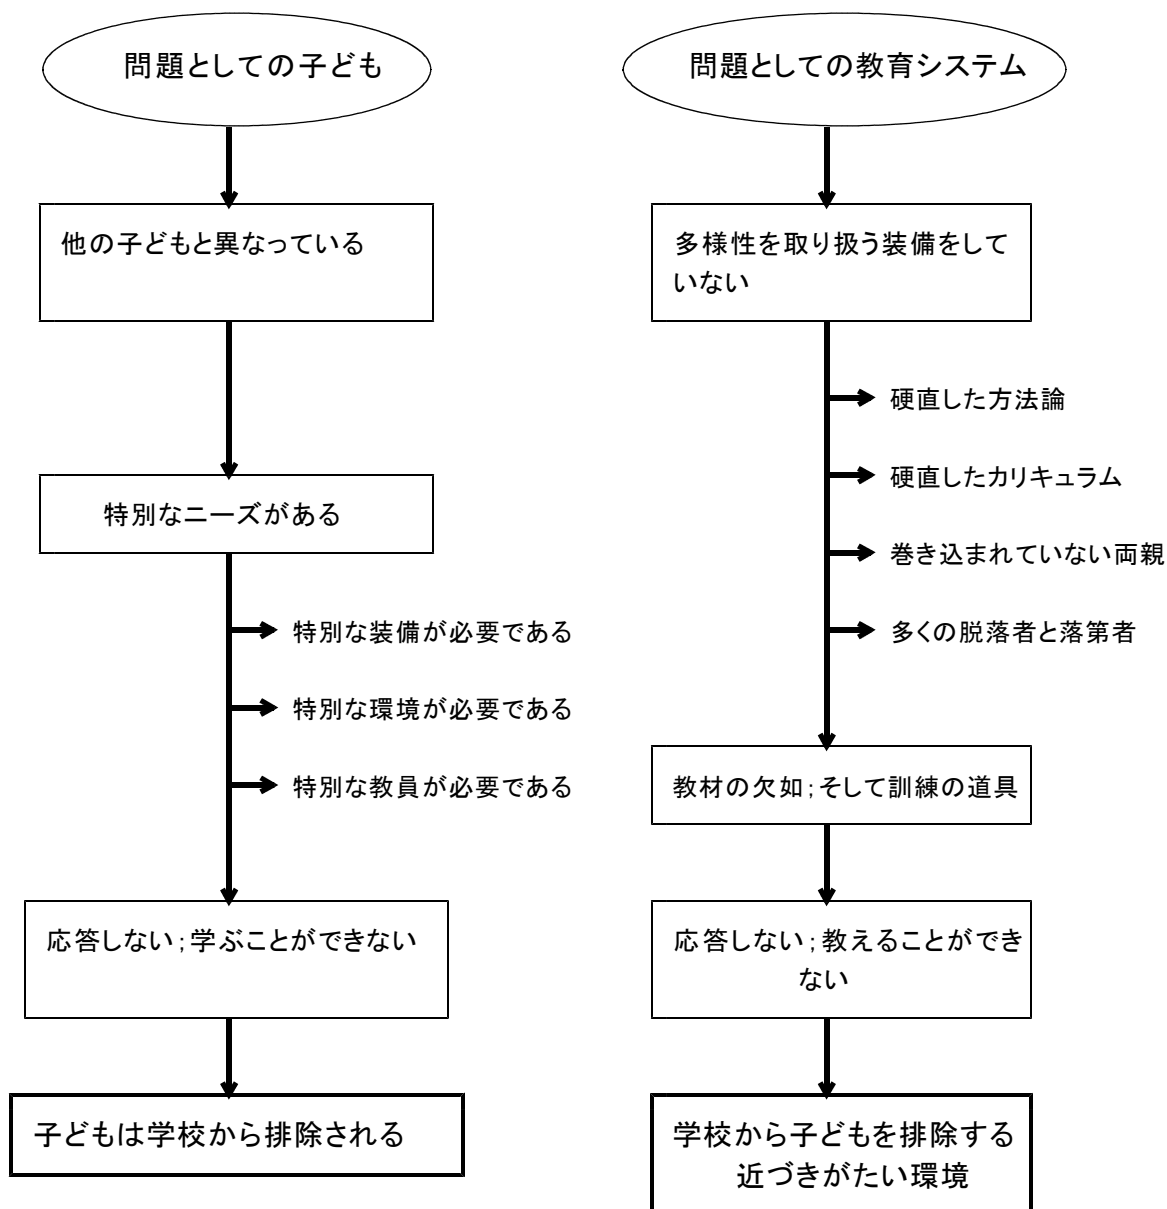 問題としての子ども
他の子どもと異なっている
特別なニーズがある
特別な装備が必要である
特別な環境が必要である
特別な教員が必要である
応答しない;学ぶことができない
子どもは学校から排除される
問題としての教育システム
多様性を取り扱う装備をして
いない
硬直した方法論
硬直したカリキュラム
巻き込まれていない両親
多くの脱落者と落第者
教材の欠如;そして訓練の道具
応答しない;教えることができ
ない
学校から子どもを排除する
近づきがたい環境